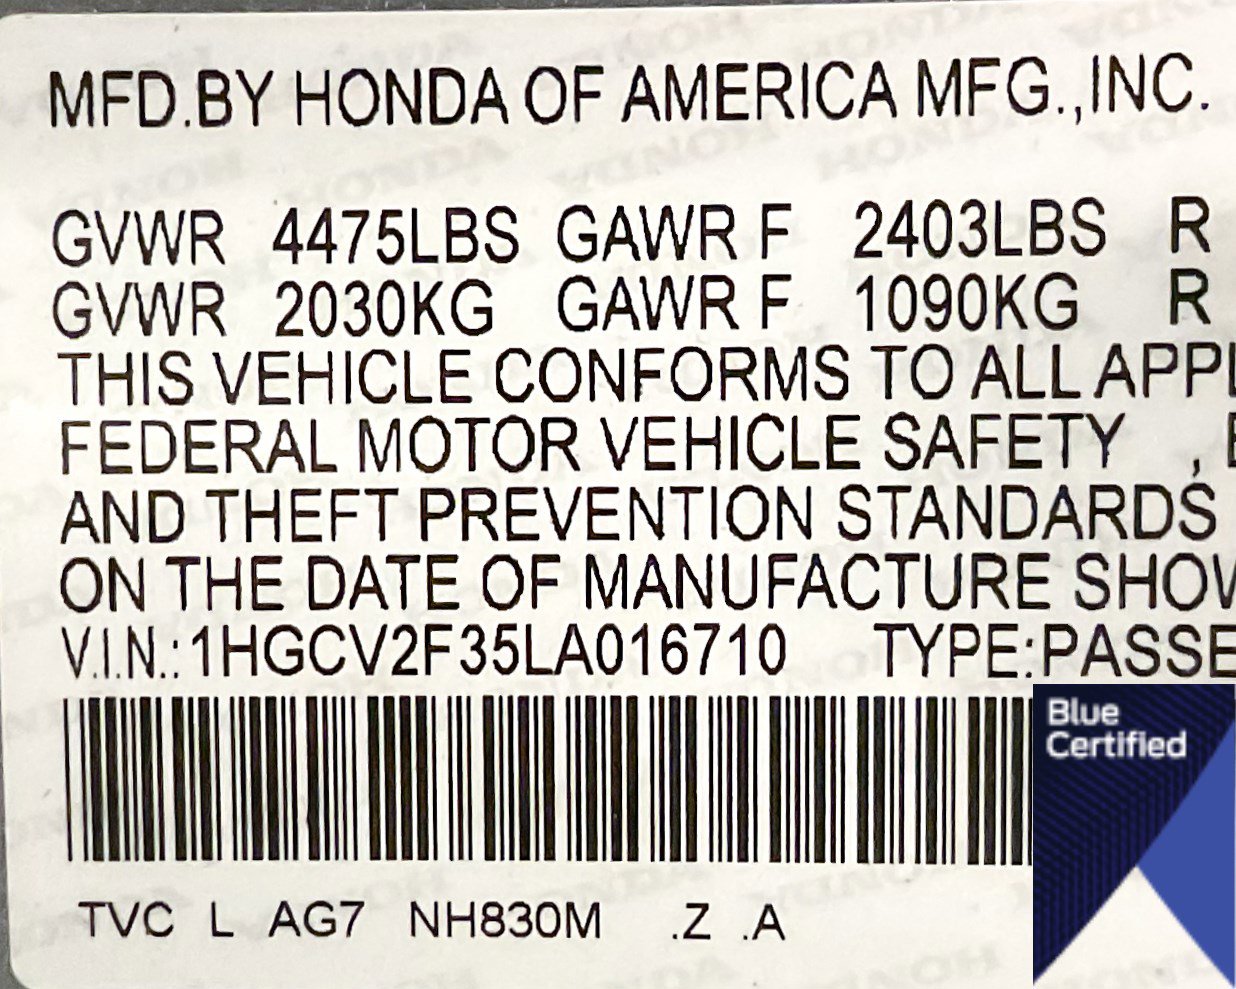 MFD.BY HONDA OF AMERICA MFG.,INC.
GVWR 4475LBS GAWR F 2403LBS R
GVWR 2030KG GAWR F 1090KG R
THIS VEHICLE CONFORMS TO ALL APPL
FEDERAL MOTOR VEHICLE SAFETY , 
AND THEFT PREVENTION STANDARDS
ON THE DATE OF MANUFACTURE SHOW
V.I.N.:1HGCV2F35LA016710 TYPE:PASSE
Blue
Certified
TVC L AG7 NH830M .Z .A